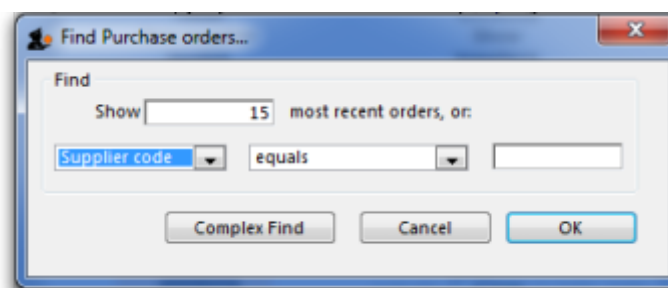 Find Purchase orders...
Find
Show 15 most recent orders, or:
Supplier code equals
Complex Find Cancel OK